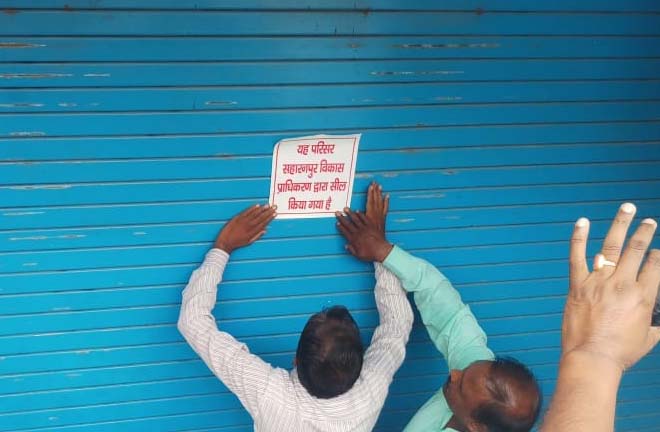 यह परिसर
सहारनपुर विकास
प्राधिकरण द्वारा सील
किया गया है